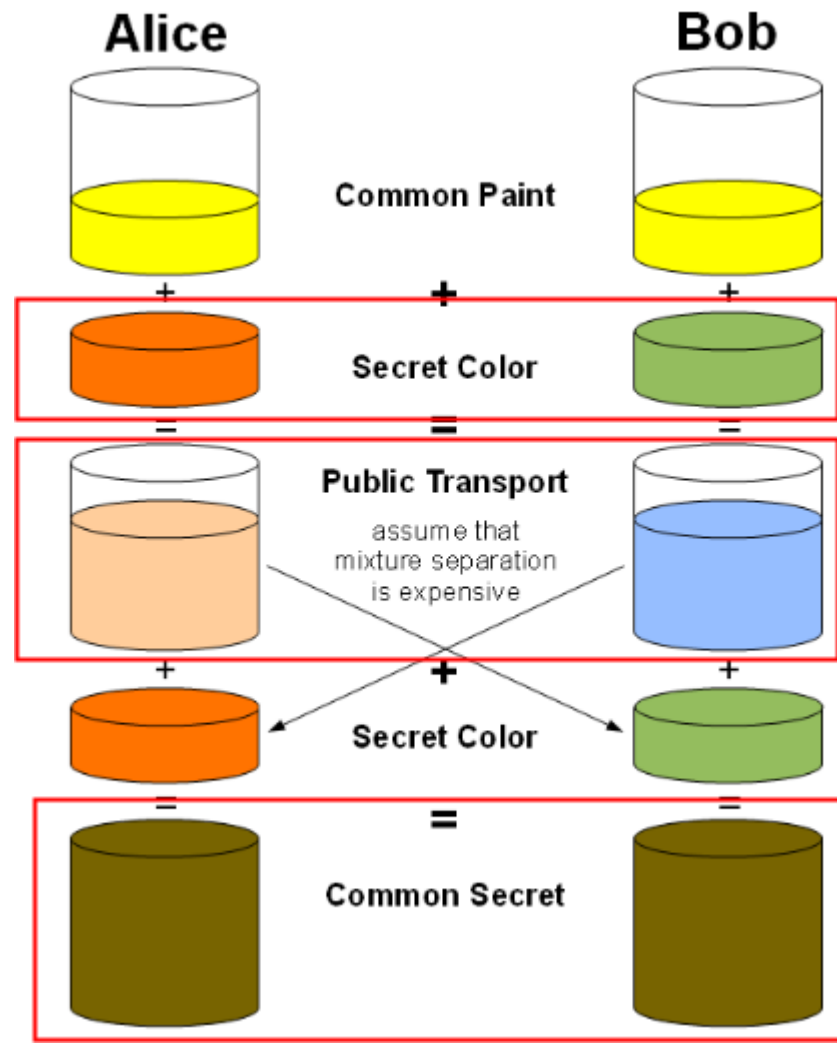 Alice
Bob
Common Paint
+ + +
Secret Color
= = =
Public Transport
assume that
mixture separation
is expensive
+ + +
Secret Color
= = =
Common Secret